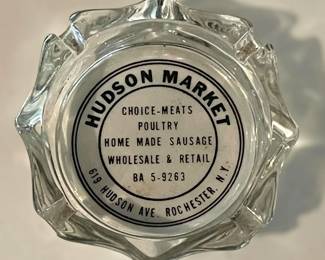 HUDSON MARKET
CHOICE-MEATS
POULTRY
HOME MADE SAUSAGE
WHOLESALE & RETAIL
BA 5-9263
619 HUDSON AVE. ROCHESTER, N.Y.